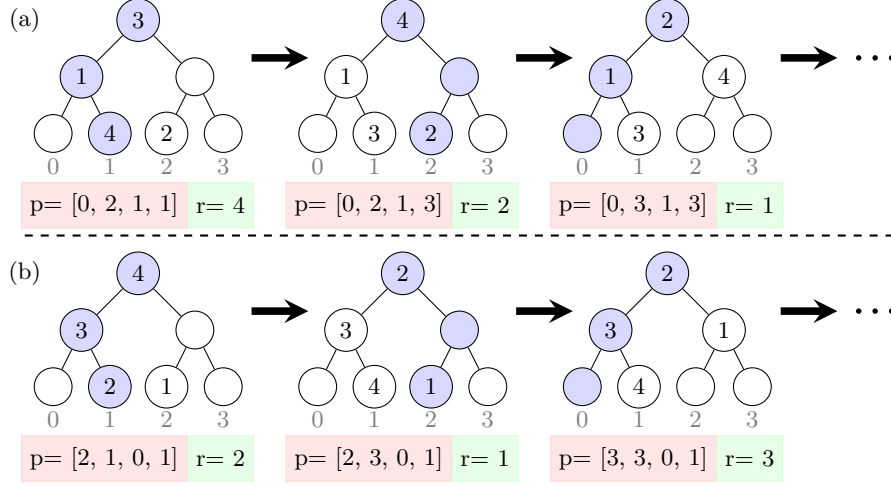 (a)
3 4 2
1 1 1 4
4 2 3 2 3
0 1 2 3 0 1 2 3 0 1 2 3
p= [0, 2, 1, 1] r= 4 p= [0, 2, 1, 3] r= 2 p= [0, 3, 1, 3] r= 1
(b)
4 2 2
3 3 3 1
2 1 4 1 4
0 1 2 3 0 1 2 3 0 1 2 3
p= [2, 1, 0, 1] r= 2 p= [2, 3, 0, 1] r= 1 p= [3, 3, 0, 1] r= 3